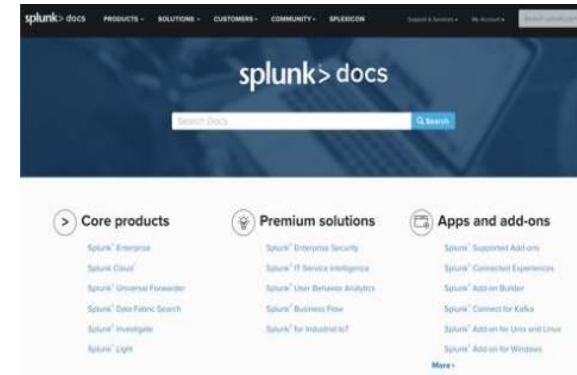 splunk> docs PRODUCTS SOLUTIONS CUSTOMERS COMMUNITY SPLEXICON Support & Services My Account
splunk> docs
Search Docs Search
> Core products
Splunk® Enterprise
Splunk Cloud™
Splunk® Universal Forwarder
Splunk® Data Fabric Search
Splunk® Investigate
Splunk® Light
Premium solutions
Splunk® Enterprise Security
Splunk® IT Service Intelligence
Splunk® User Behavior Analytics
Splunk® Business Flow
Splunk® for Industrial IoT
Apps and add-ons
Splunk® Supported Add-ons
Splunk® Connected Experiences
Splunk® Add-on Builder
Splunk® Connect for Kafka
Splunk® Add-on for Unix and Linux
Splunk® Add-on for Windows
More